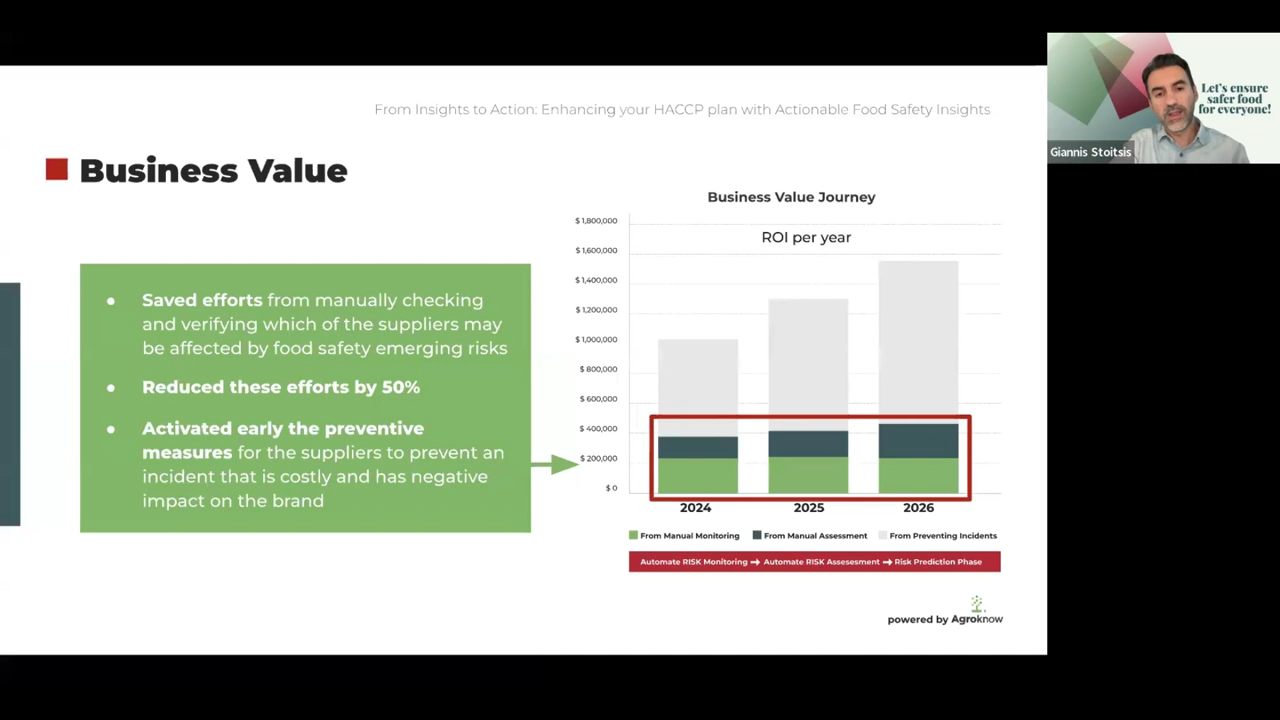 From Insights to Action: Enhancing your HACCP plan with Actionable Food Safety Insights
Let's ensure
safer food
for everyone!
Giannis Stoitsis
Business Value
Saved efforts from manually checking
and verifying which of the suppliers may
be affected by food safety emerging risks
Reduced these efforts by 50%
Activated early the preventive
measures for the suppliers to prevent an
incident that is costly and has negative
impact on the brand
Business Value Journey
ROI per year
$ 1,800,000
$ 1,600,000
$ 1,400,000
$ 1,200,000
$ 1,000,000
$ 800,000
$ 600,000
$ 400,000
$ 200,000
$ 0
2024 2025 2026
From Manual Monitoring From Manual Assessment From Preventing Incidents
Automate RISK Monitoring → Automate RISK Assesesment → Risk Prediction Phase
powered by Agroknow